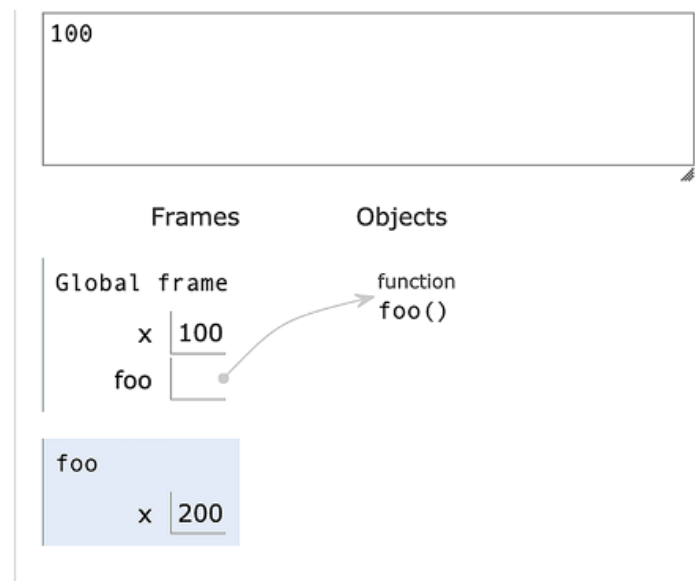 100
Frames Objects
Global frame
x 100
foo
function
foo()
foo
x 200